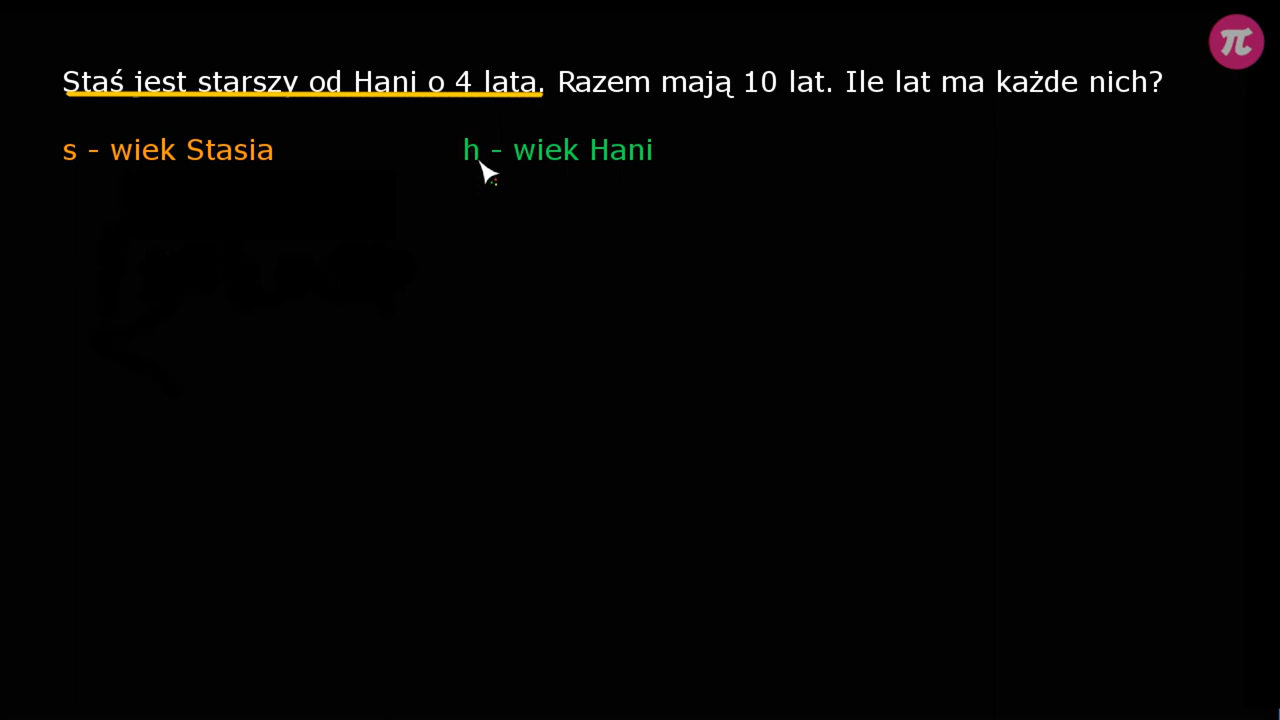 π
Staś jest starszy od Hani o 4 lata. Razem mają 10 lat. Ile lat ma każde nich?
s - wiek Stasia h - wiek Hani